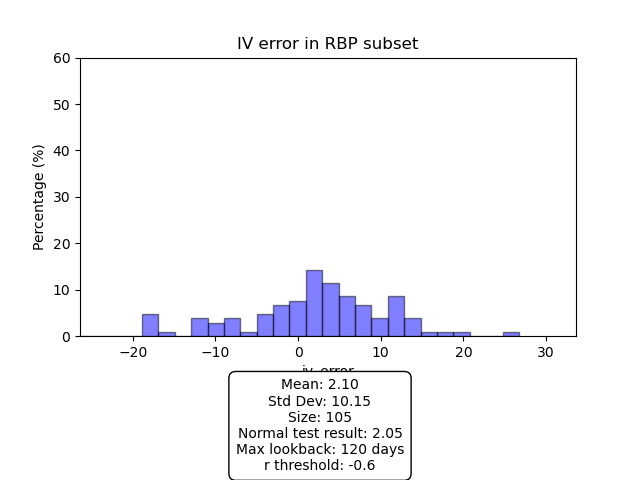 IV error in RBP subset
60
50
40
30
20
10
0
Percentage (%)
−20
−10
0
10
20
30
iv_error
Mean: 2.10
Std Dev: 10.15
Size: 105
Normal test result: 2.05
Max lookback: 120 days
r threshold: -0.6